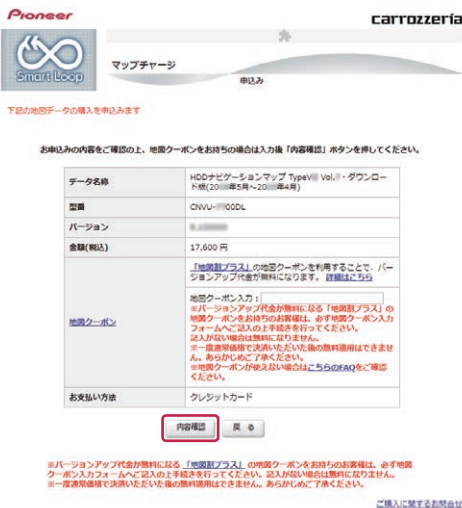 Pioneer
carrozzeria
Smart Loop
マップチャージ
申込み
下記の地図データの購入を申込みます
お申込みの内容をご確認の上、地図クーポンをお持ちの場合は入力後「内容確認」ボタンを押してください。
データ名称
HDDナビゲーションマップ TypeV Vol. ・ダウンロー
ド版(20 年5月~20 年4月)
型番
CNVU- 00DL
バージョン
金額(税込)
17,600 円
地図クーポン
「地図割プラス」の地図クーポンを利用することで、バー
ジョンアップ代金が無料になります。 詳細はこちら
地図クーポン入力:
※バージョンアップ代金が無料になる「地図割プラス」の
地図クーポンをお持ちのお客様は、必ず地図クーポン入力
フォームへご記入の上手続きを行ってください。
記入がない場合は無料になりません。
※一度通常価格で決済いただいた後の無料適用はできませ
ん。あらかじめご了承ください。
※地図クーポンが使えない場合はこちらのFAQをご確認
ください。
お支払い方法
クレジットカード
内容確認
戻 る
※バージョンアップ代金が無料になる 「地図割プラス」 の地図クーポンをお持ちのお客様は、必ず地図
クーポン入力フォームへご記入の上手続きを行ってください。記入がない場合は無料になりません。
※一度通常価格で決済いただいた後の無料適用はできません。あらかじめご了承ください。
ご購入に関するお問合せ